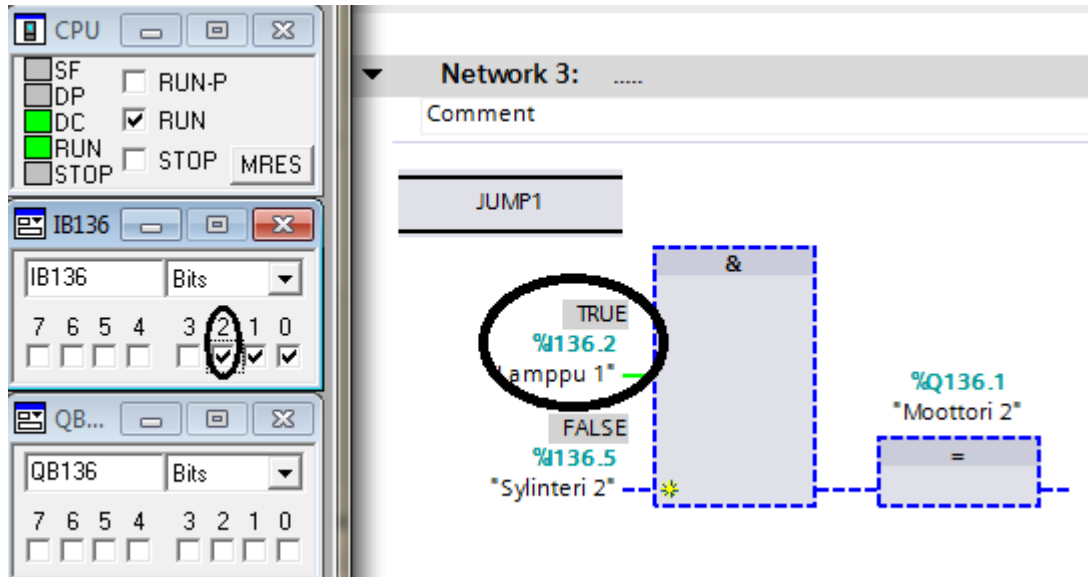 CPU
SF
DP
DC
RUN
STOP
RUN-P
RUN
STOP
MRES
IB136
IB136
Bits
7 6 5 4 3 2 1 0
QB...
QB136
Bits
7 6 5 4 3 2 1 0
Network 3: .....
Comment
JUMP1
&
TRUE
%I136.2
Lamppu 1"
FALSE
%I136.5
"Sylinteri 2"
%Q136.1
"Moottori 2"
=